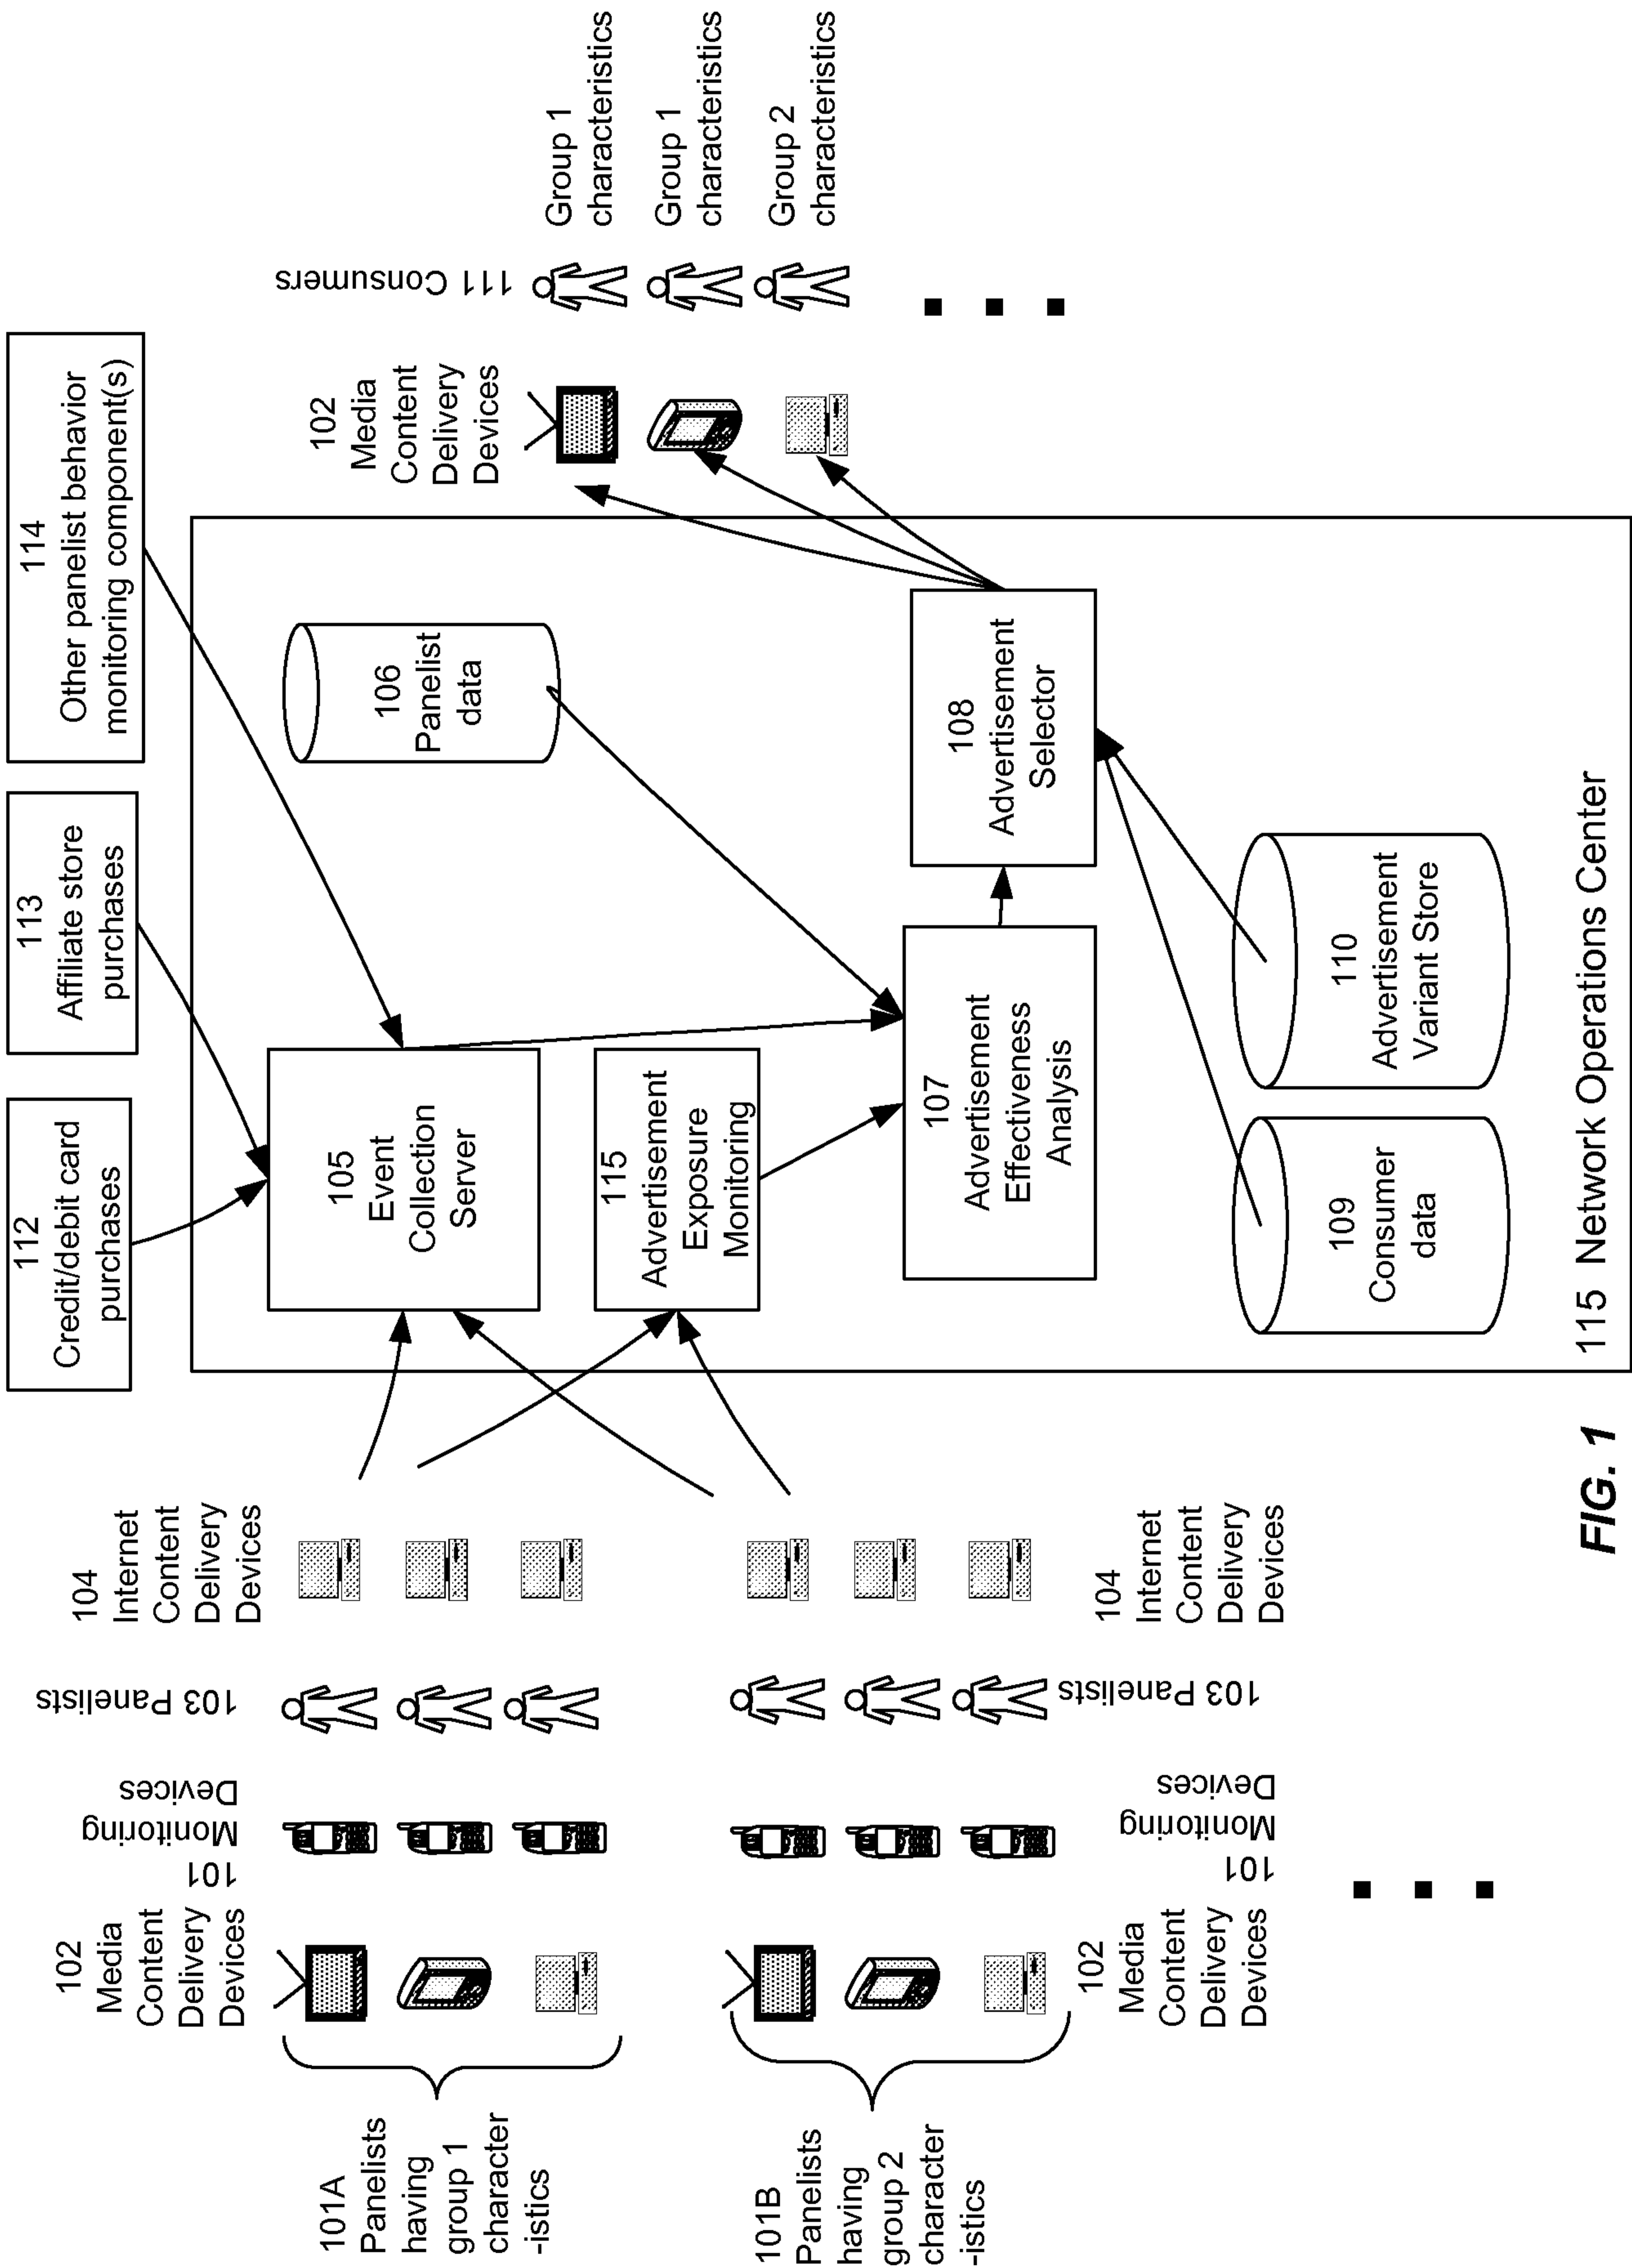 112
Credit/debit card
purchases
113
Affiliate store
purchases
114
Other panelist behavior
monitoring component(s)
102
Media
Content
Delivery
Devices
101
Monitoring
Devices
103 Panelists
104
Internet
Content
Delivery
Devices
101A
Panelists
having
group 1
character
-istics
101B
Panelists
having
group 2
character
-istics
102
Media
Content
Delivery
Devices
101
Monitoring
Devices
103 Panelists
104
Internet
Content
Delivery
Devices
105
Event
Collection
Server
115
Advertisement
Exposure
Monitoring
106
Panelist
data
107
Advertisement
Effectiveness
Analysis
108
Advertisement
Selector
109
Consumer
data
110
Advertisement
Variant Store
115 Network Operations Center
102
Media
Content
Delivery
Devices
111 Consumers
Group 1
characteristics
Group 1
characteristics
Group 2
characteristics
FIG. 1